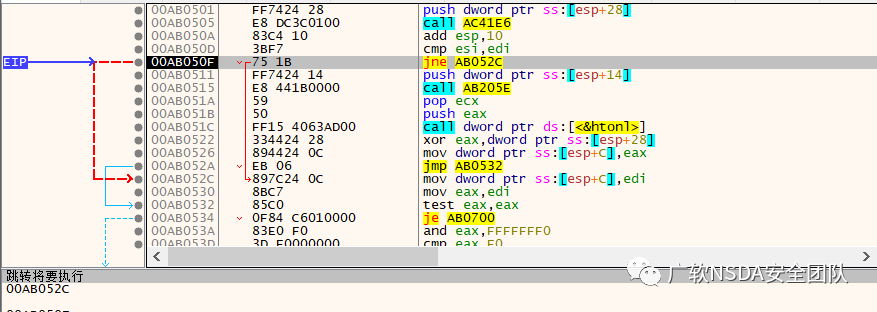 00AB0501 FF7424 28 push dword ptr ss:[esp+28]
00AB0505 E8 DC3C0100 call AC41E6
00AB050A 83C4 10 add esp,10
00AB050D 3BF7 cmp esi,edi
EIP 00AB050F 75 1B jne AB052C
00AB0511 FF7424 14 push dword ptr ss:[esp+14]
00AB0515 E8 441B0000 call AB205E
00AB051A 59 pop ecx
00AB051B 50 push eax
00AB051C FF15 4063AD00 call dword ptr ds:[<&htonl>]
00AB0522 334424 28 xor eax,dword ptr ss:[esp+28]
00AB0526 894424 0C mov dword ptr ss:[esp+C],eax
00AB052A EB 06 jmp AB0532
00AB052C 897C24 0C mov dword ptr ss:[esp+C],edi
00AB0530 8BC7 mov eax,edi
00AB0532 85C0 test eax,eax
00AB0534 0F84 C6010000 je AB0700
00AB053A 83E0 F0 and eax,FFFFFFF0
00AB053D 3D F0000000 cmp eax,F0
跳转将要执行
00AB052C
广软NSDA安全团队